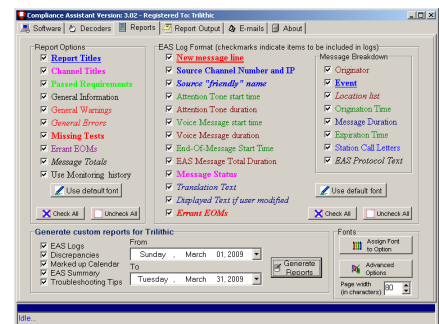 Compliance Assistant Version: 3.02 - Registered To: Trilithic
Software Decoders Reports Report Output E-mails About
Report Options
Report Titles
Channel Titles
Passed Requirements
General Information
General Warnings
General Errors
Missing Tests
Errant EOMs
Message Totals
Use Monitoring history
Use default font
Check All Uncheck All
EAS Log Format (checkmarks indicate items to be included in logs)
New message line
Source Channel Number and IP
Source "friendly" name
Attention Tone start time
Attention Tone duration
Voice Message start time
Voice Message duration
End-Of-Message Start Time
EAS Message Total Duration
Message Status
Translation Text
Displayed Text if user modified
Errant EOMs
Message Breakdown
Originator
Event
Location list
Origination Time
Message Duration
Expiration Time
Station Call Letters
EAS Protocol Text
Use default font
Check All Uncheck All
Generate custom reports for Trilithic
EAS Logs
Discrepancies
Marked up Calendar
EAS Summary
Troubleshooting Tips
From
Sunday , March 01, 2009
To
Tuesday , March 31, 2009
Generate Reports
Fonts
Assign Font to Option
Advanced Options
Page width (in characters) 80
Idle...